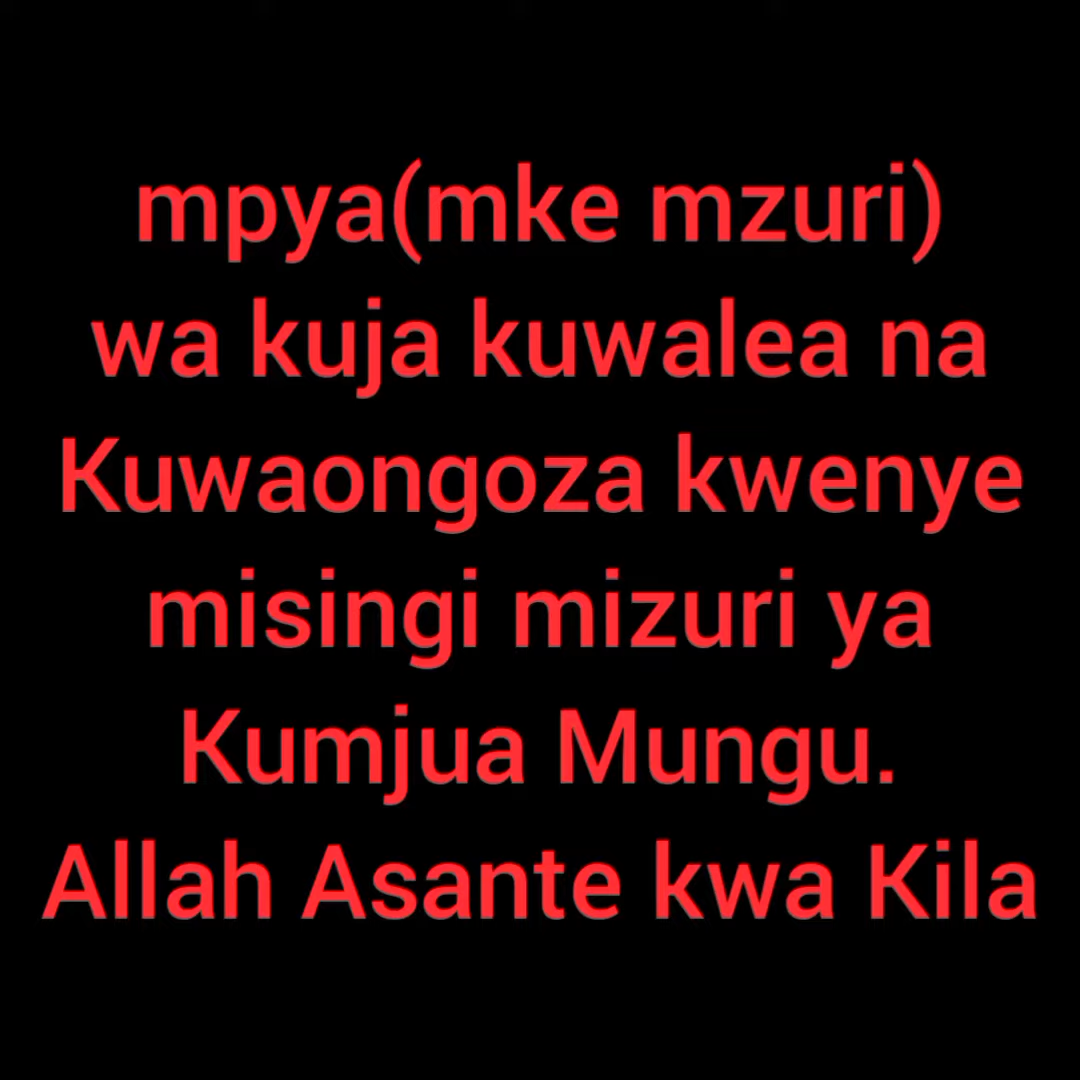 mpya(mke mzuri)
wa kuja kuwalea na
Kuwaongoza kwenye
misingi mizuri ya
Kumjua Mungu.
Allah Asante kwa Kila